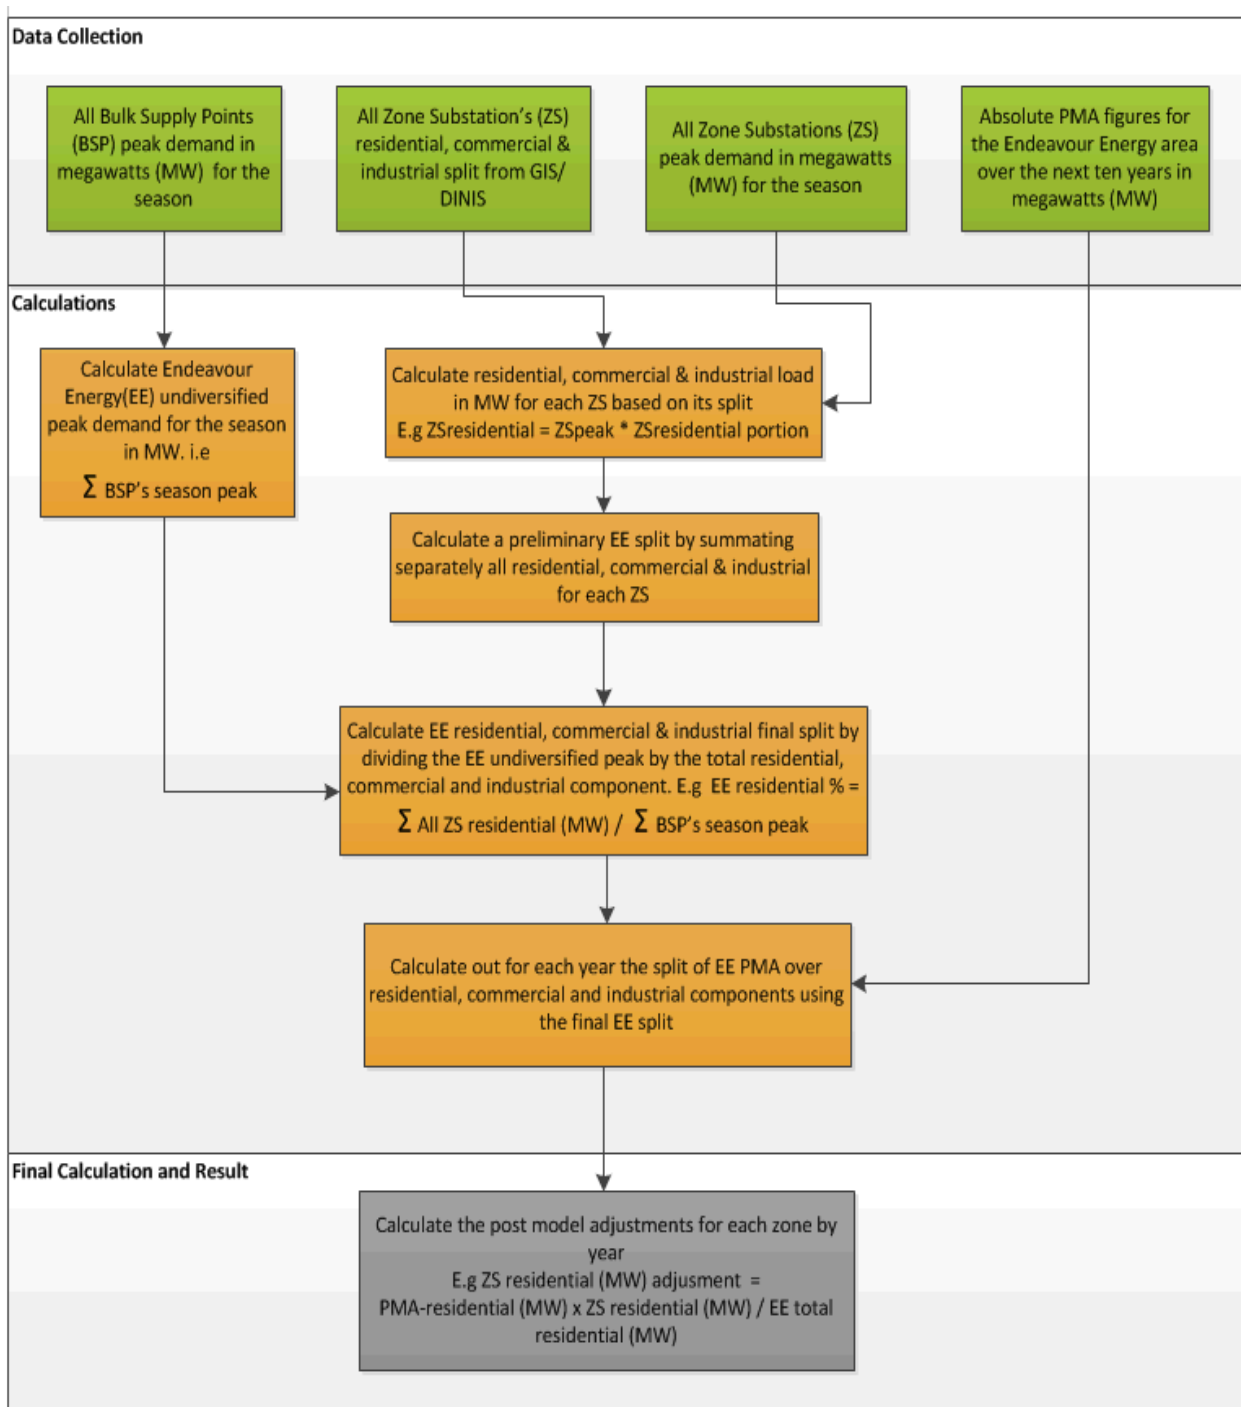 Data Collection
All Bulk Supply Points
(BSP) peak demand in
megawatts (MW) for the
season
All Zone Substation's (ZS)
residential, commercial &
industrial split from GIS/
DINIS
All Zone Substations (ZS)
peak demand in megawatts
(MW) for the season
Absolute PMA figures for
the Endeavour Energy area
over the next ten years in
megawatts (MW)
Calculations
Calculate Endeavour
Energy(EE) undiversified
peak demand for the season
in MW. i.e
Σ BSP's season peak
Calculate residential, commercial & industrial load
in MW for each ZS based on its split
E.g ZSresidential = ZSpeak * ZSresidential portion
Calculate a preliminary EE split by summating
separately all residential, commercial & industrial
for each ZS
Calculate EE residential, commercial & industrial final split by
dividing the EE undiversified peak by the total residential,
commercial and industrial component. E.g EE residential % =
Σ All ZS residential (MW) / Σ BSP's season peak
Calculate out for each year the split of EE PMA over
residential, commercial and industrial components using
the final EE split
Final Calculation and Result
Calculate the post model adjustments for each zone by
year
E.g ZS residential (MW) adjusment =
PMA-residential (MW) x ZS residential (MW) / EE total
residential (MW)